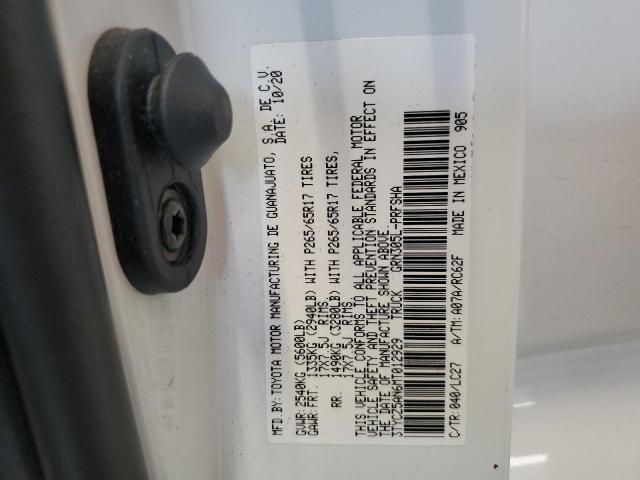 MFD.BY: TOYOTA MOTOR MANUFACTURING DE GUANAJUATO, S.A. DE C.V.
DATE: 10/20
GVWR: 2540KG (5600LB)
GAWR: FRT. 1335KG (2940LB) WITH P265/65R17 TIRES
17X7.5J RIMS,
RR. 1490KG (3280LB) WITH P265/65R17 TIRES,
17X7.5J RIMS,
THIS VEHICLE CONFORMS TO ALL APPLICABLE FEDERAL MOTOR
VEHICLE SAFETY AND THEFT PREVENTION STANDARDS IN EFFECT ON
THE DATE OF MANUFACTURE SHOWN ABOVE.
3TYCZ5AN6MT012929 TRUCK GRN305L-PRFSHA
C/TR: 040/LC27 A/TM: A07A/RC62F MADE IN MEXICO 905